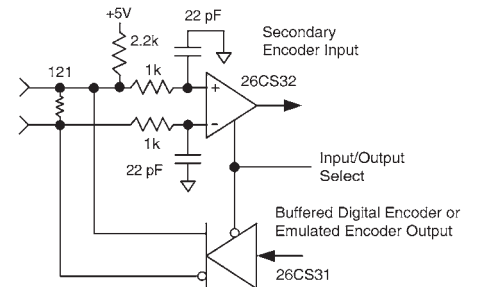 +5V
22 pF
Secondary
Encoder Input
2.2k
121
1k
26CS32
+
-
1k
22 pF
Input/Output
Select
Buffered Digital Encoder or
Emulated Encoder Output
26CS31